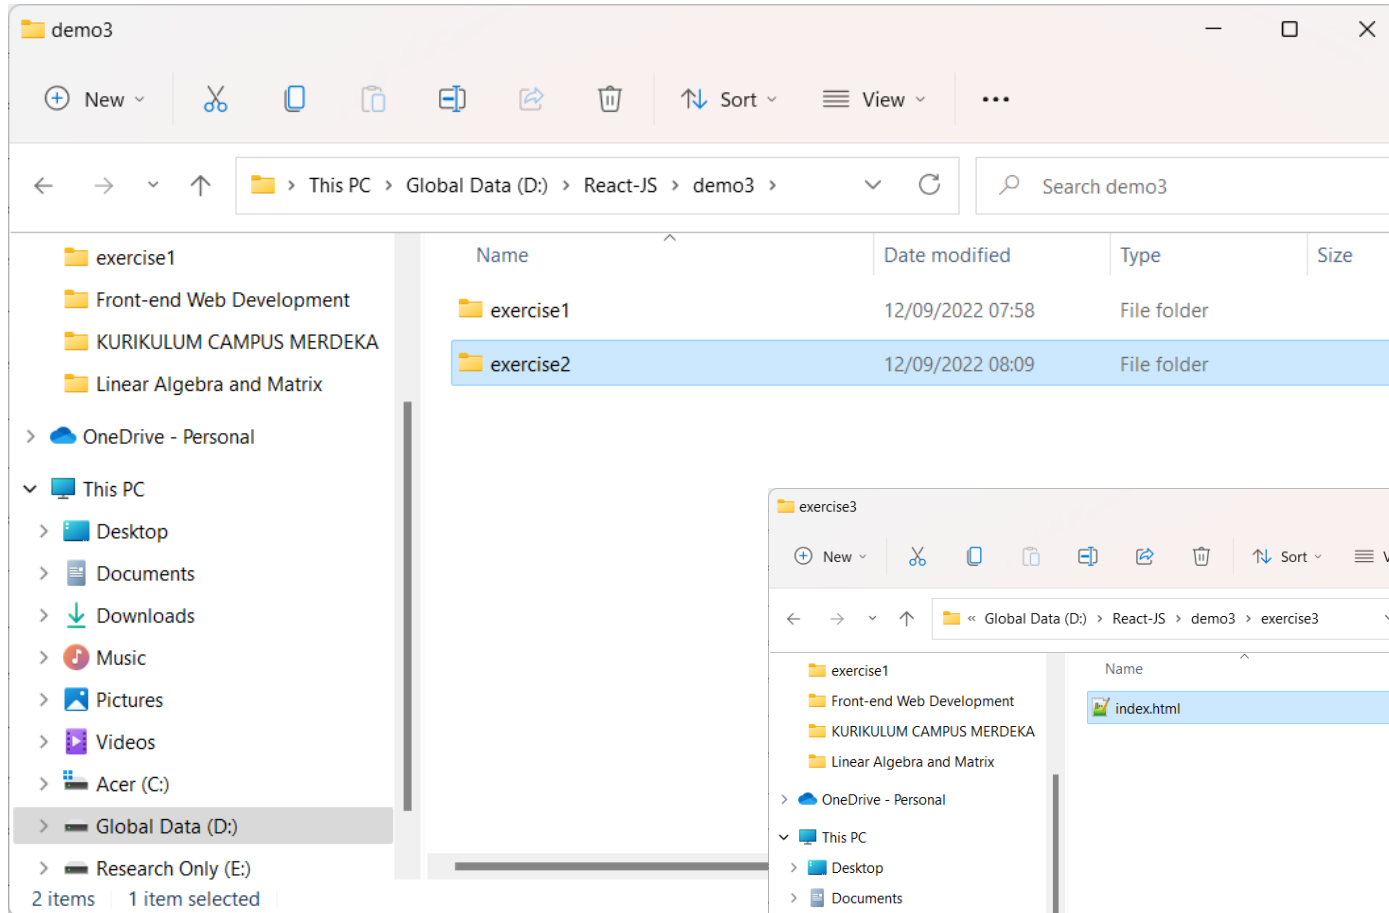 demo3
New
Sort
View
This PC > Global Data (D:) > React-JS > demo3 >
Search demo3
exercise1
Front-end Web Development
KURIKULUM CAMPUS MERDEKA
Linear Algebra and Matrix
OneDrive - Personal
This PC
Desktop
Documents
Downloads
Music
Pictures
Videos
Acer (C:)
Global Data (D:)
Research Only (E:)
2 items 1 item selected
Name Date modified Type Size
exercise1 12/09/2022 07:58 File folder
exercise2 12/09/2022 08:09 File folder
exercise3
New
Sort
V
« Global Data (D:) > React-JS > demo3 > exercise3
exercise1
Front-end Web Development
KURIKULUM CAMPUS MERDEKA
Linear Algebra and Matrix
OneDrive - Personal
This PC
Desktop
Documents
Name
index.html